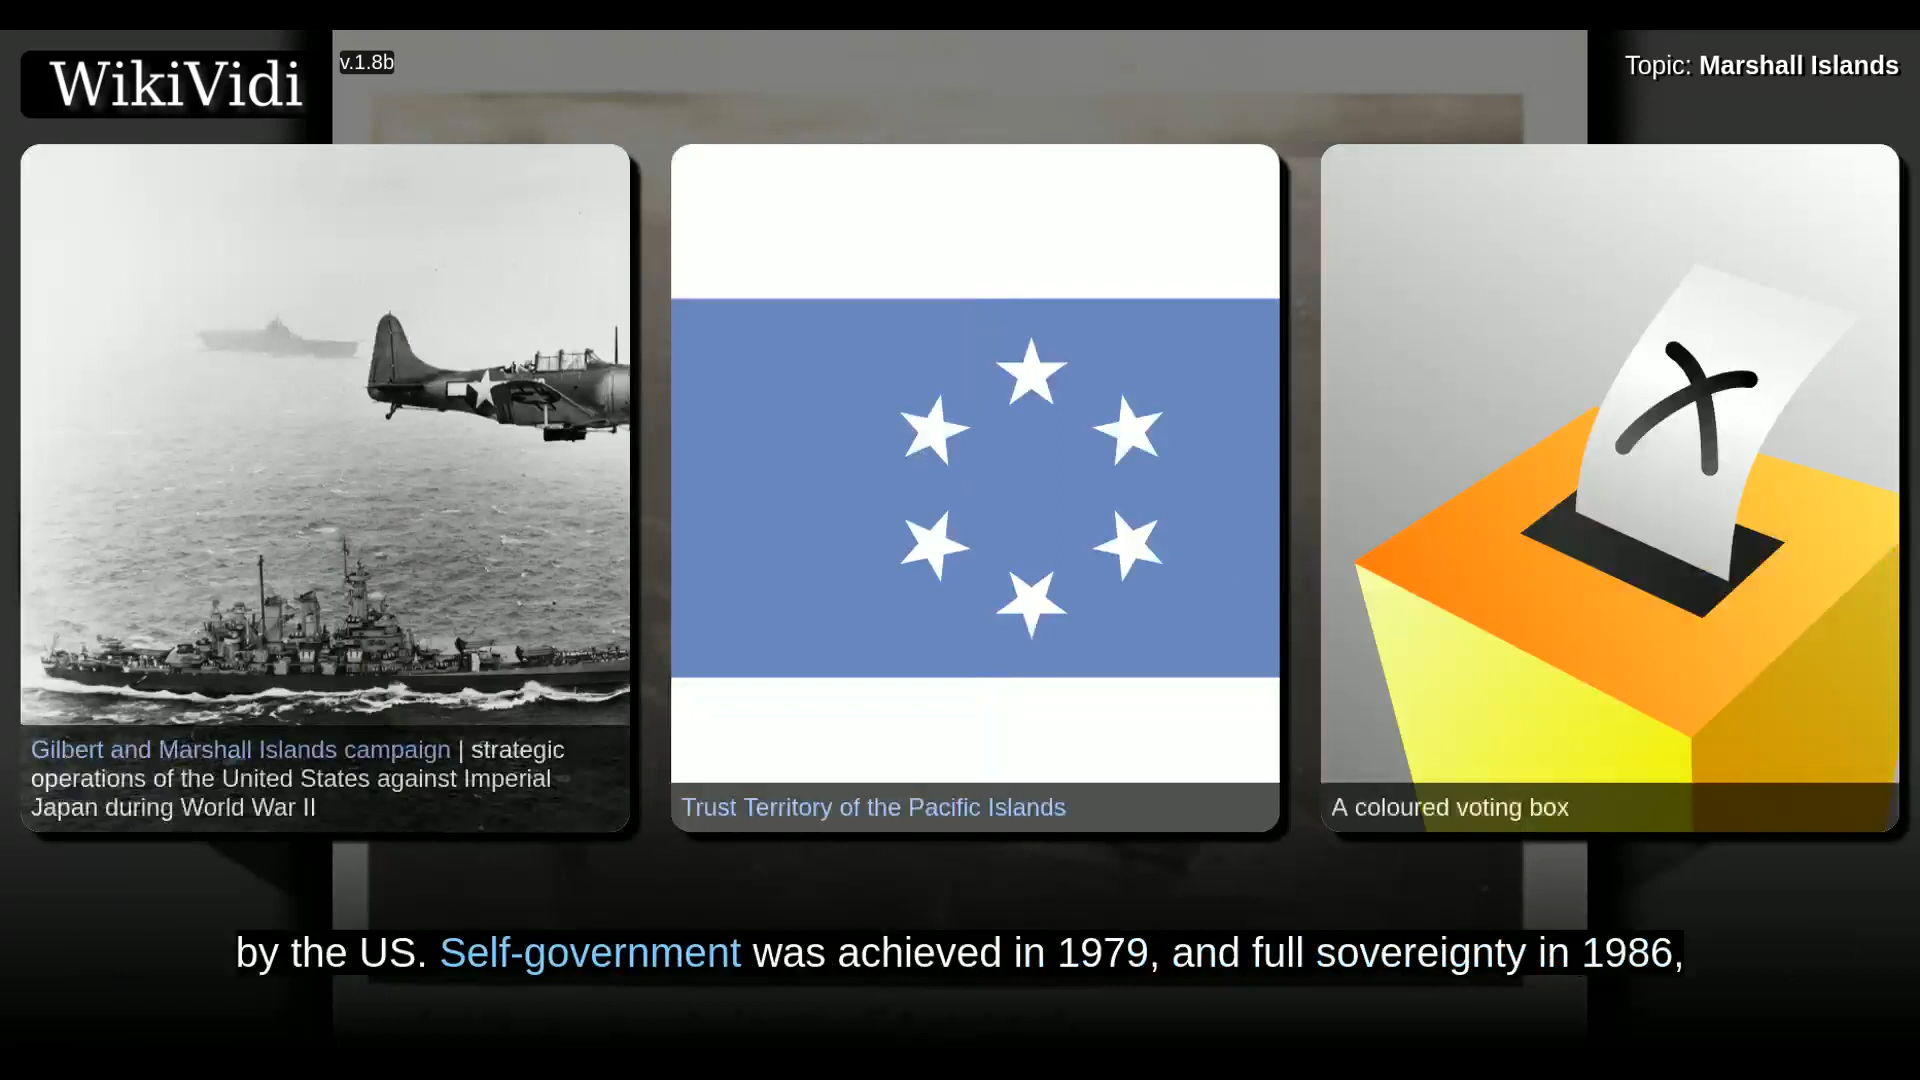 WikiVidi
v.1.8b
Topic: Marshall Islands
Gilbert and Marshall Islands campaign | strategic
operations of the United States against Imperial
Japan during World War II
Trust Territory of the Pacific Islands
A coloured voting box
by the US. Self-government was achieved in 1979, and full sovereignty in 1986,